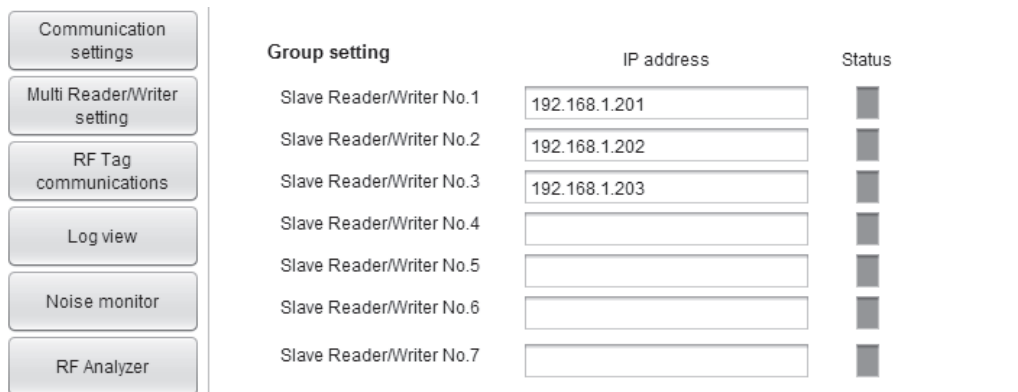 Communication
settings
Multi Reader/Writer
setting
RF Tag
communications
Log view
Noise monitor
RF Analyzer
Group setting
IP address
Status
Slave Reader/Writer No.1
192.168.1.201
Slave Reader/Writer No.2
192.168.1.202
Slave Reader/Writer No.3
192.168.1.203
Slave Reader/Writer No.4
Slave Reader/Writer No.5
Slave Reader/Writer No.6
Slave Reader/Writer No.7